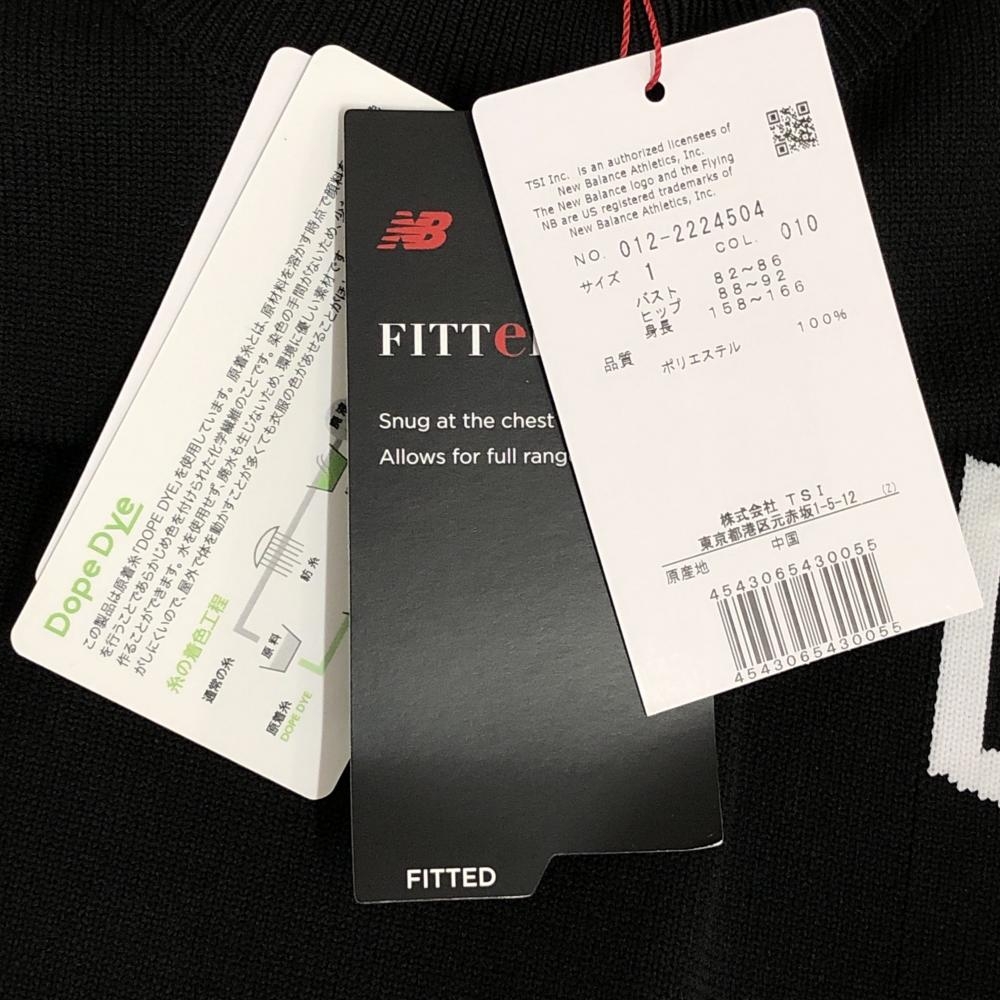 Dope Dye
この製品は原着糸「DOPE DYE」を使用しています。原着糸とは、原材料を溶かす時点で顔料を
を行うことであらかじめ色を付けられた化学繊維のことです。染色の手間がないため、
作ることができます。水を使用せず、廃水も生じないため、環境に優しい素材です
がしにくいので、屋外で体を動かすことが多くても衣服の色があせることが
糸の着色工程
通常の糸
原料
紡糸
原着糸
DOPE DYE
NB
FITTe
Snug at the chest
Allows for full rang
FITTED
TSI Inc. is an authorized licensees of
New Balance Athletics, Inc.
The New Balance logo and the Flying
NB are US registered trademarks of
New Balance Athletics, Inc.
NO. 012-2224504
COL. 010
サイズ 1
バスト 82~86
ヒップ 88~92
身長 158~166
品質 ポリエステル 100%
株式会社 TSI
東京都港区元赤坂1-5-12 (2)
原産地 中国
4543065430055
4543065430055